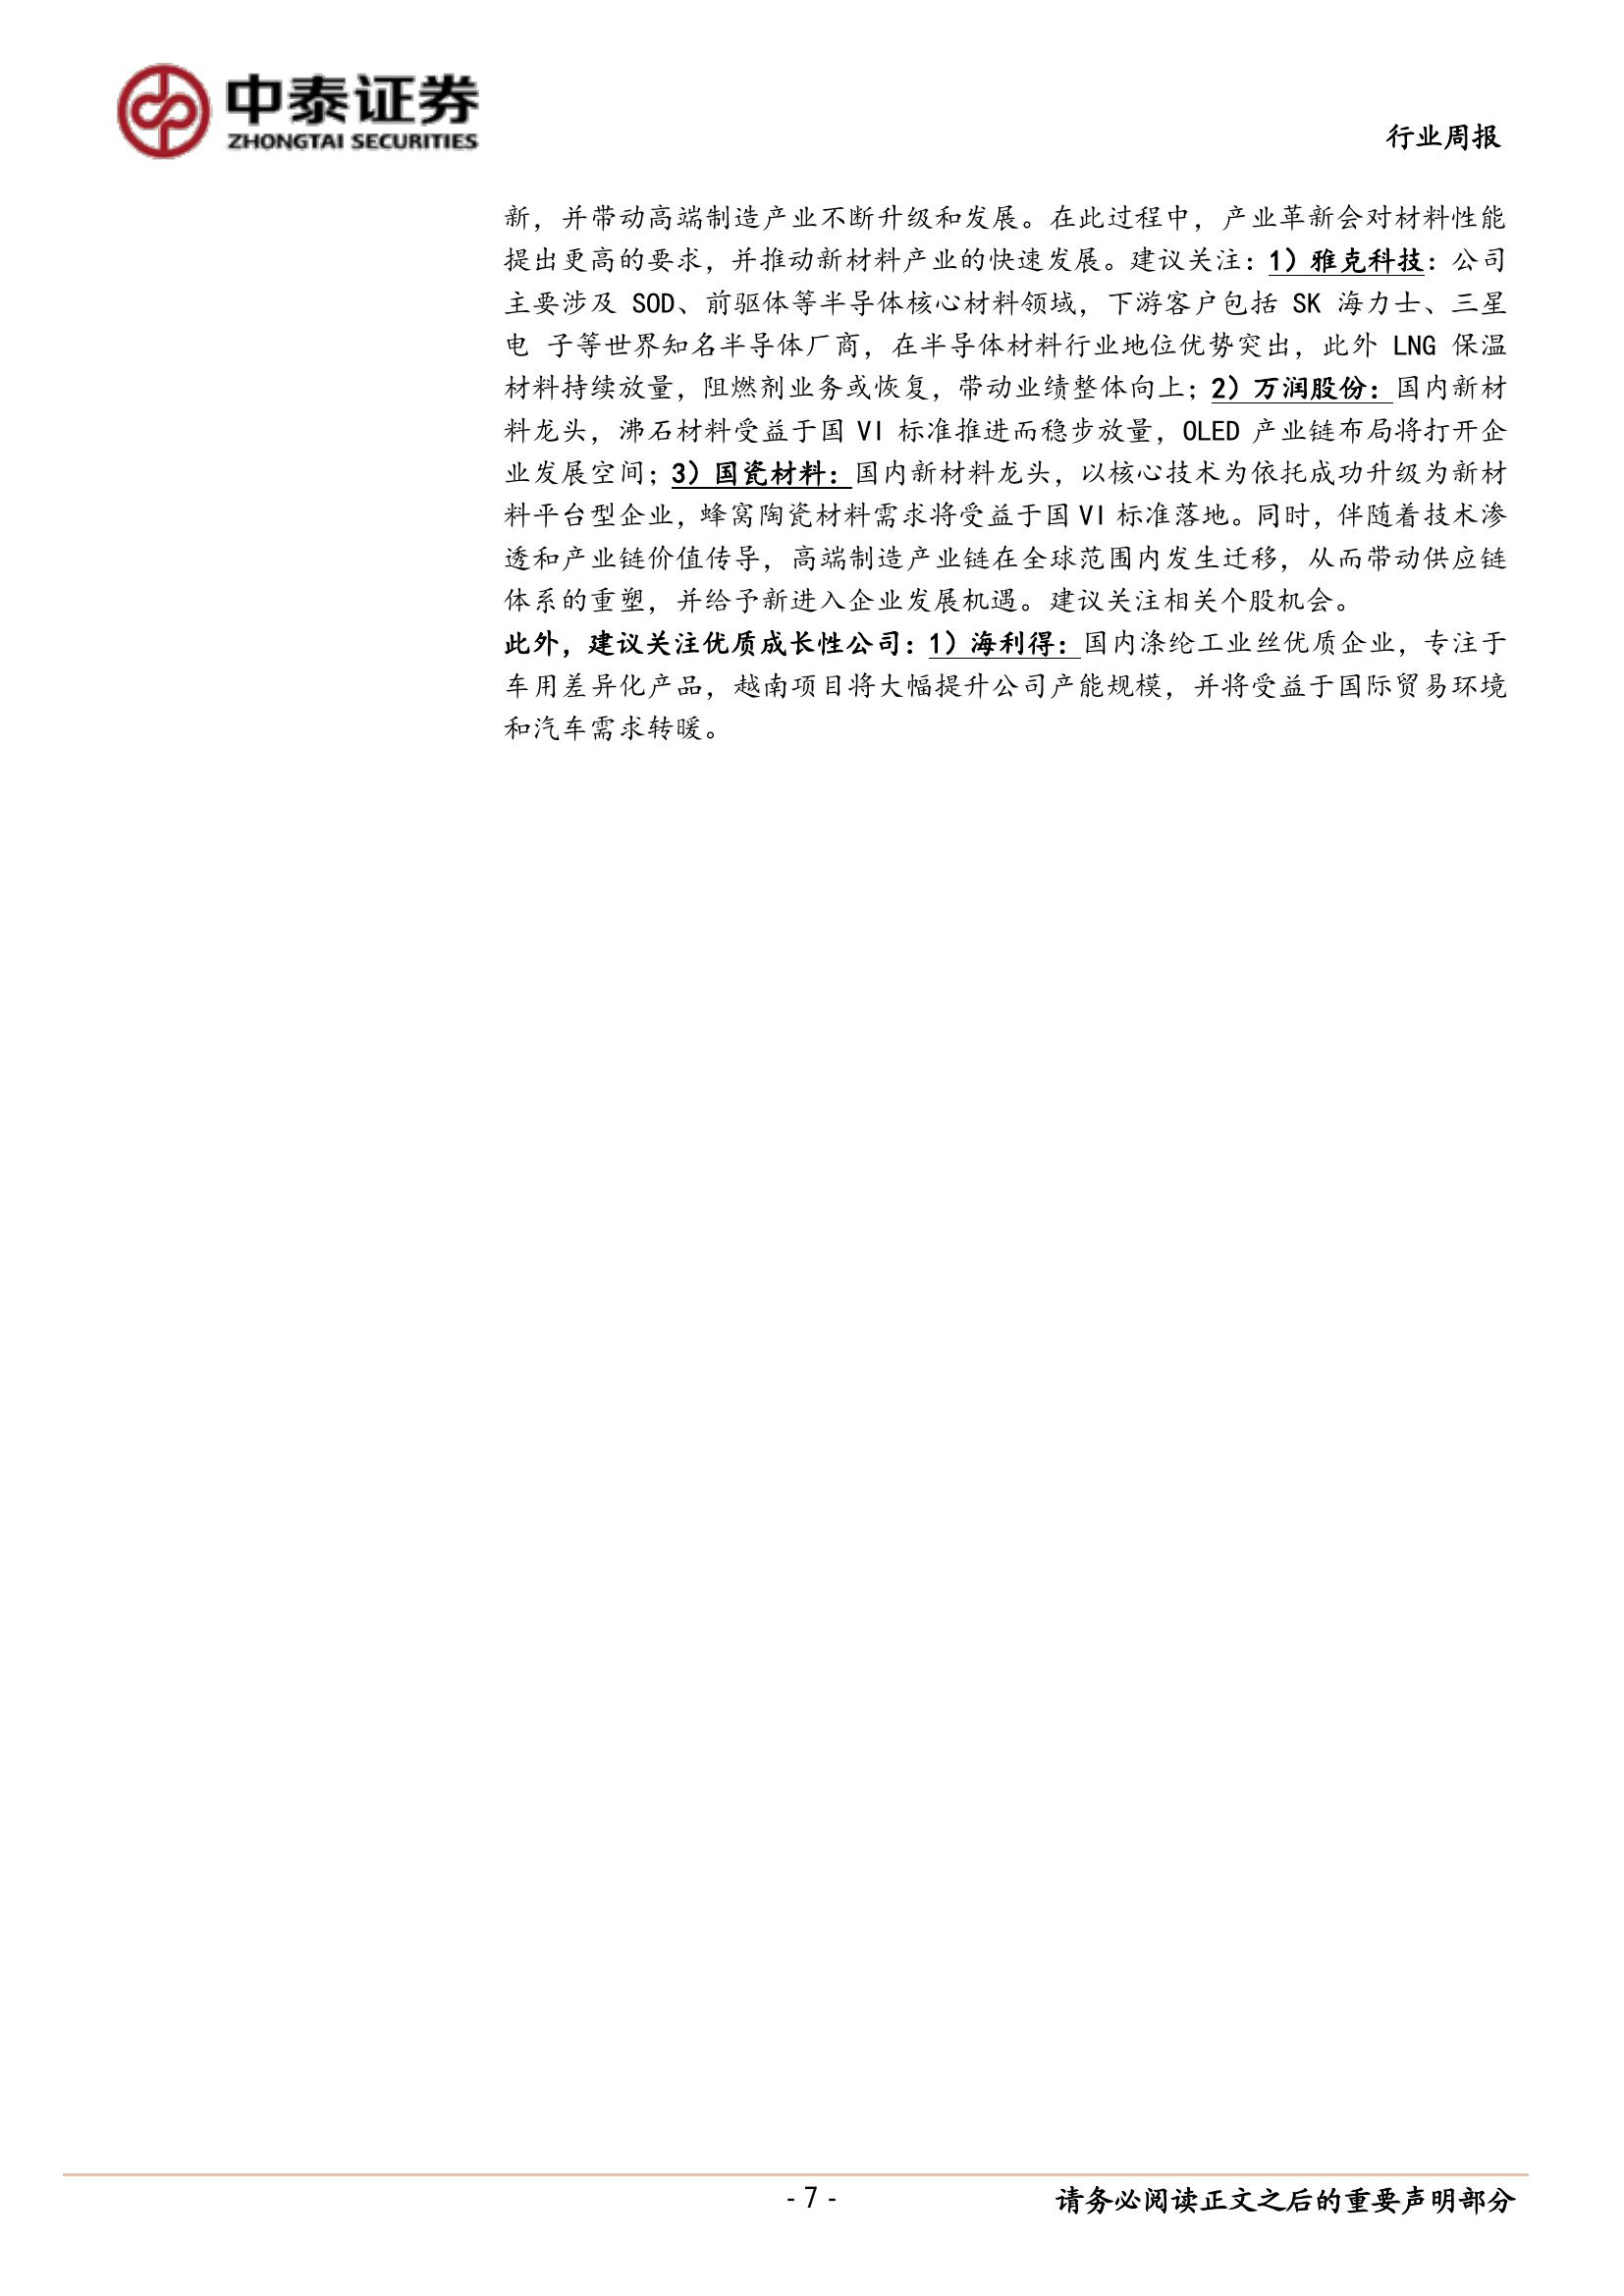 中泰证券
ZHONGTAI SECURITIES
行业周报
新，并带动高端制造产业不断升级和发展。在此过程中，产业革新会对材料性能
提出更高的要求，并推动新材料产业的快速发展。建议关注：1）雅克科技：公司
主要涉及 SOD、前驱体等半导体核心材料领域，下游客户包括 SK 海力士、三星
电 子等世界知名半导体厂商，在半导体材料行业地位优势突出，此外 LNG 保温
材料持续放量，阻燃剂业务或恢复，带动业绩整体向上；2）万润股份：国内新材
料龙头，沸石材料受益于国 VI 标准推进而稳步放量，OLED 产业链布局将打开企
业发展空间；3）国瓷材料：国内新材料龙头，以核心技术为依托成功升级为新材
料平台型企业，蜂窝陶瓷材料需求将受益于国 VI 标准落地。同时，伴随着技术渗
透和产业链价值传导，高端制造产业链在全球范围内发生迁移，从而带动供应链
体系的重塑，并给予新进入企业发展机遇。建议关注相关个股机会。
此外，建议关注优质成长性公司：1）海利得：国内涤纶工业丝优质企业，专注于
车用差异化产品，越南项目将大幅提升公司产能规模，并将受益于国际贸易环境
和汽车需求转暖。
- 7 -
请务必阅读正文之后的重要声明部分